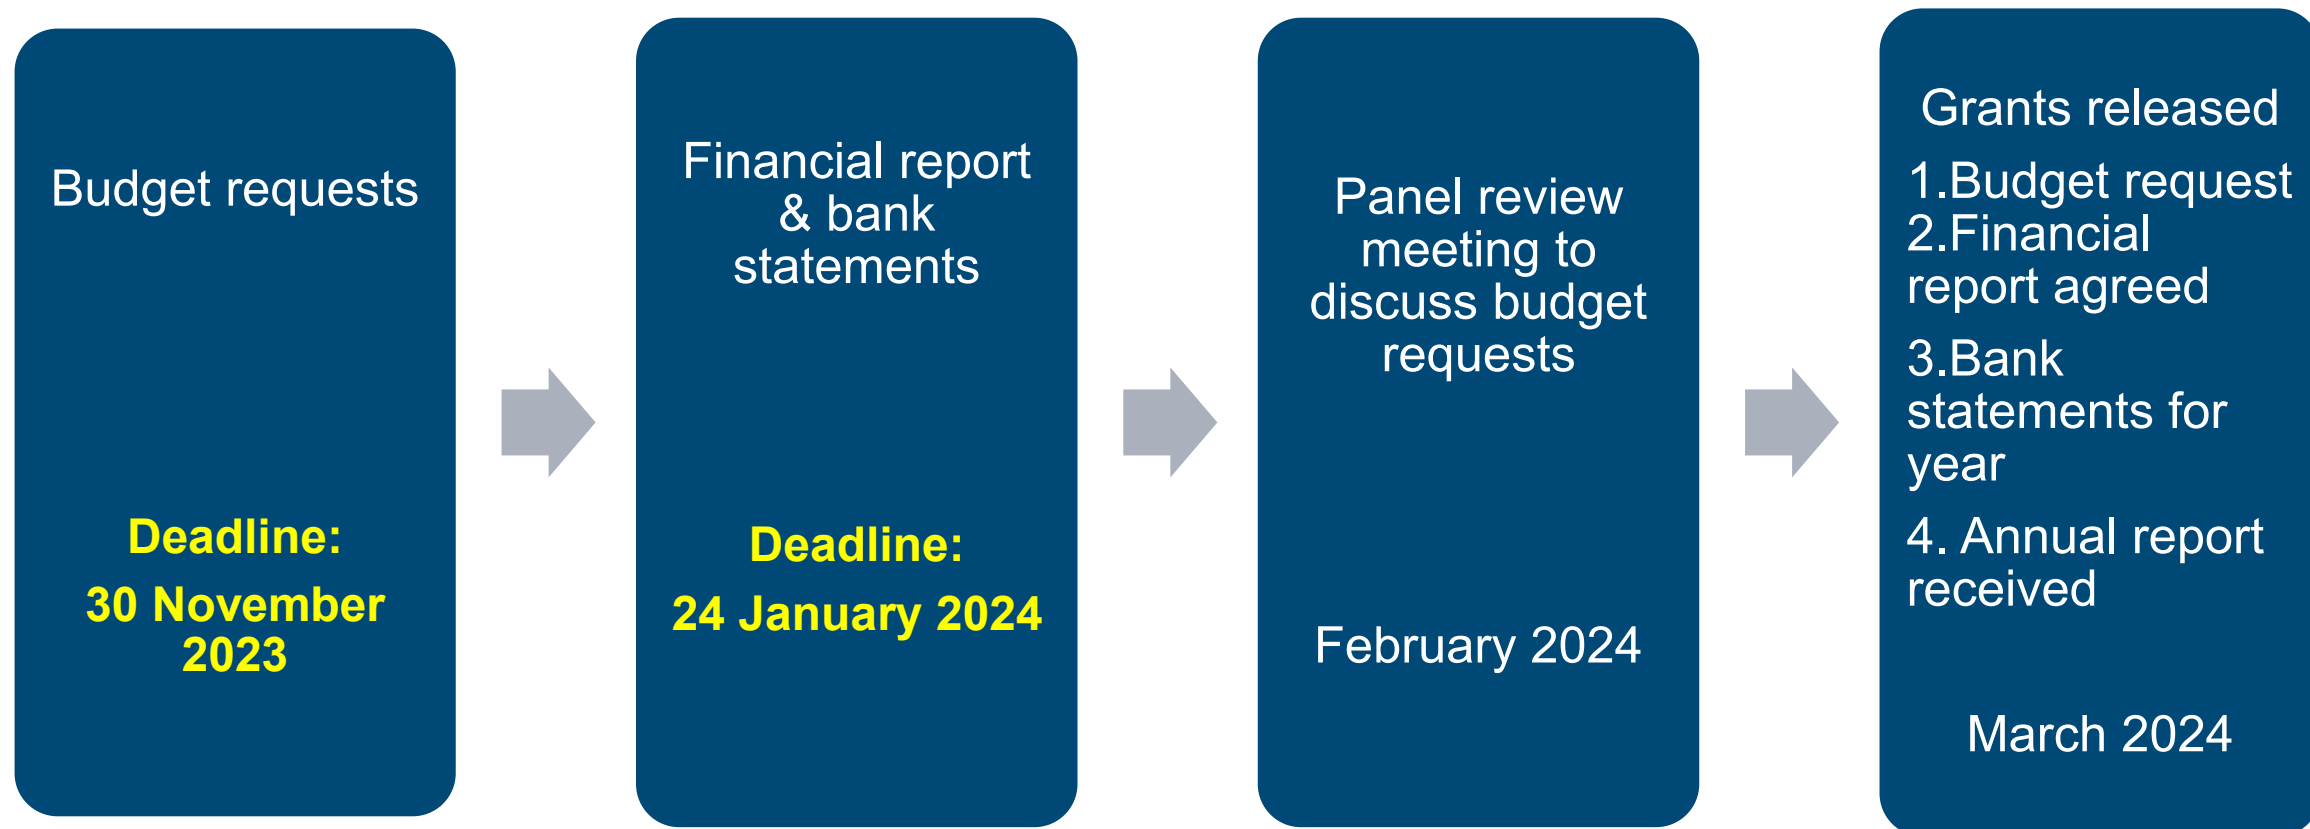 Budget requests
Deadline:
30 November
2023
Financial report
& bank
statements
Deadline:
24 January 2024
Panel review
meeting to
discuss budget
requests
February 2024
Grants released
1.Budget request
2.Financial
report agreed
3.Bank
statements for
year
4. Annual report
received
March 2024